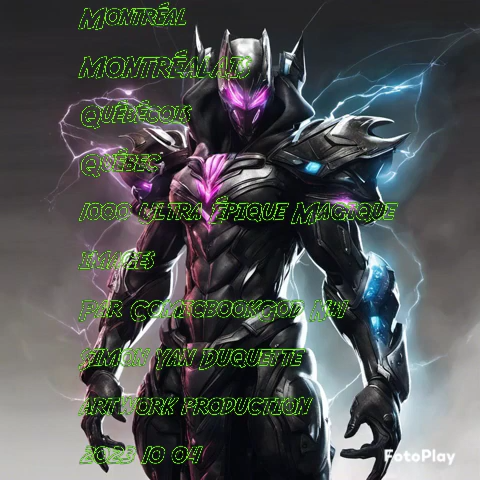 Montréal
MONTRÉALAIS
Québécois
Québec
1000 Ultra Épique Magique
Images
Par ComicbookGod Kai
Simon Yan Duquette
artwork production
2023 10 04
FotoPlay